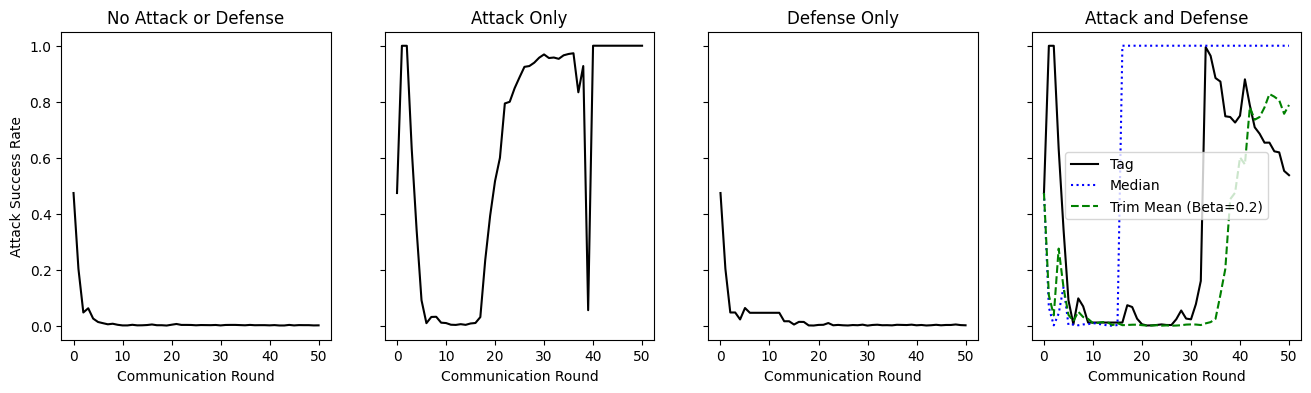 No Attack or Defense
Attack Only
Defense Only
Attack and Defense
Attack Success Rate
1.0
0.8
0.6
0.4
0.2
0.0
0 10 20 30 40 50
0 10 20 30 40 50
0 10 20 30 40 50
0 10 20 30 40 50
Communication Round
Communication Round
Communication Round
Communication Round
Tag
Median
Trim Mean (Beta=0.2)